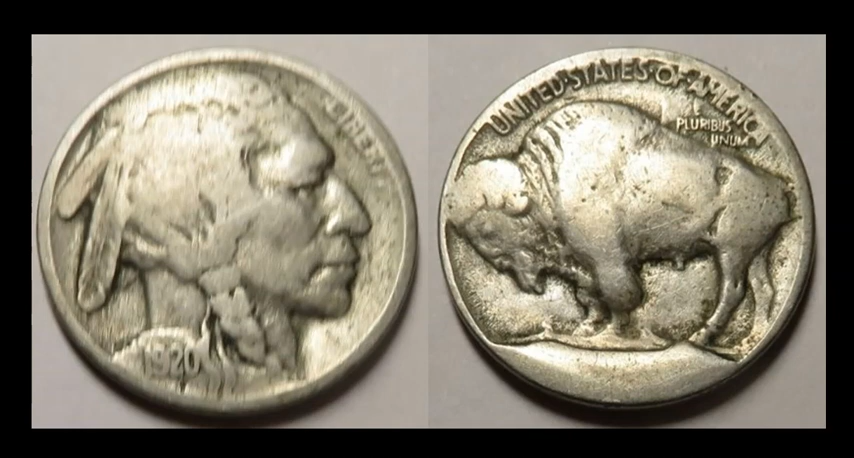 LIBERTY
1920
UNITED·STATES·OF·AMERICA
E
PLURIBUS
UNUM